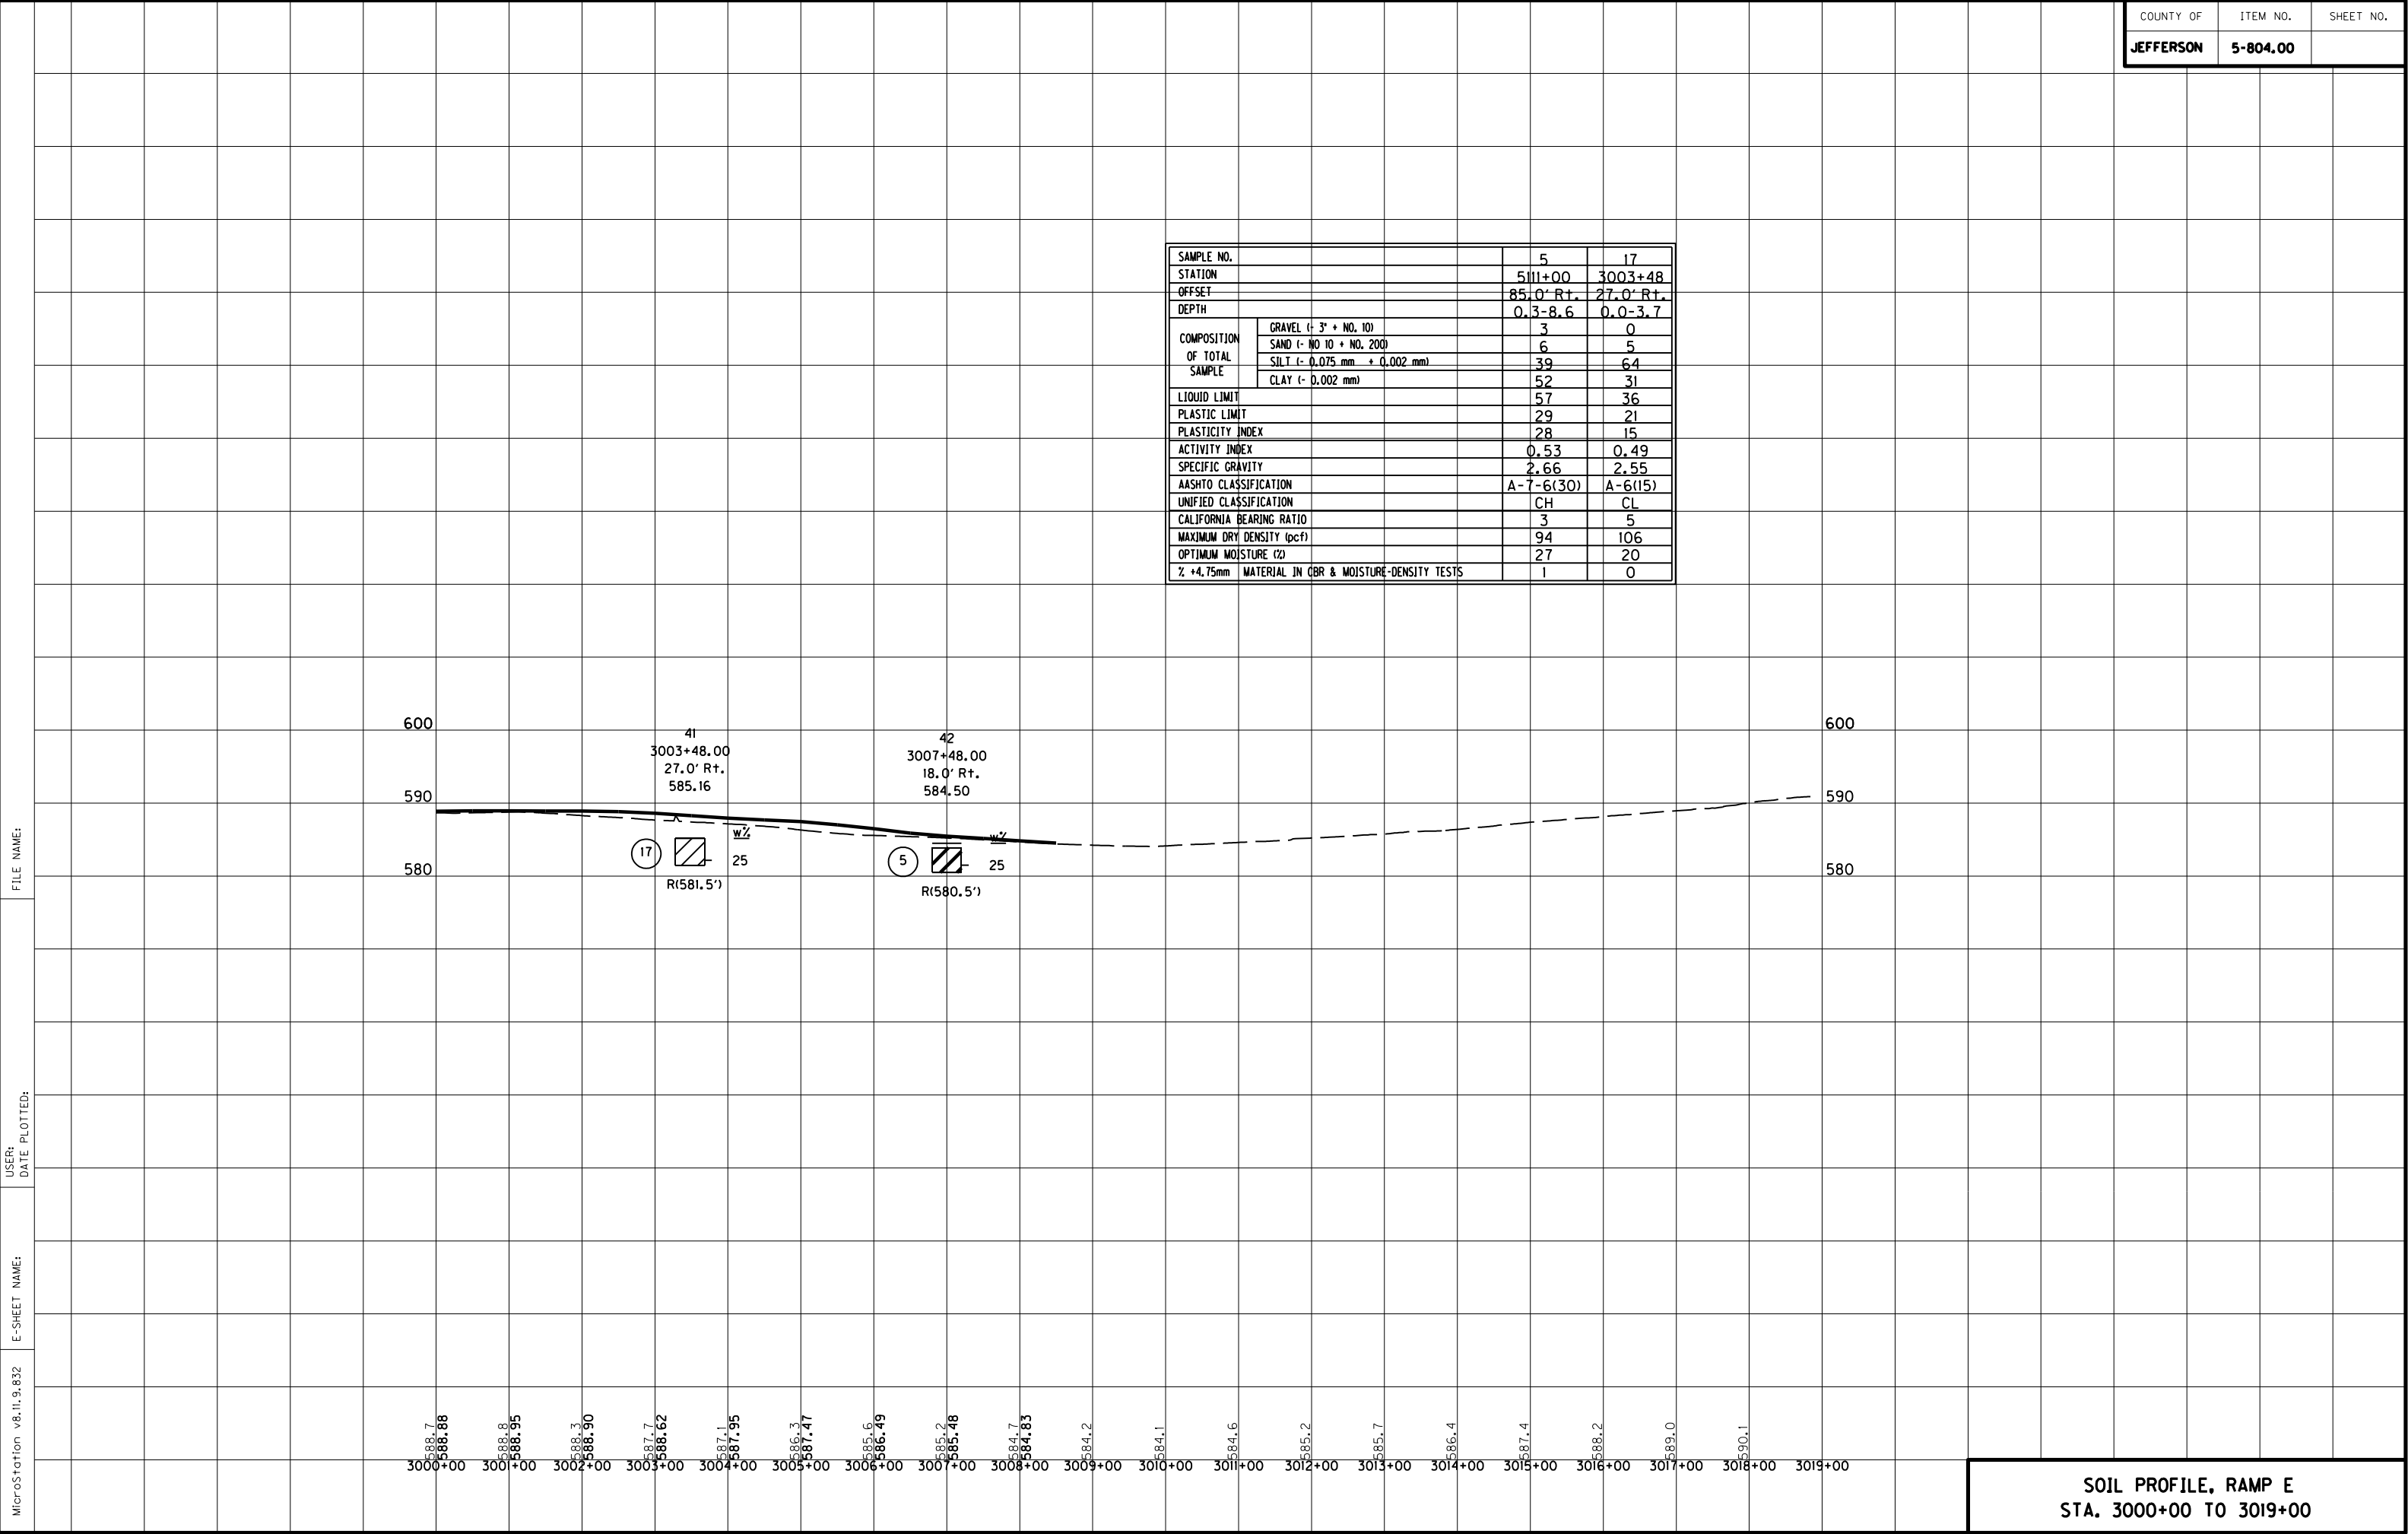 COUNTY OF ITEM NO. SHEET NO.
JEFFERSON 5-804.00
SAMPLE NO. 5 17
STATION 5111+00 3003+48
OFFSET 85.0' Rt. 27.0' Rt.
DEPTH 0.3-8.6 0.0-3.7
COMPOSITION OF TOTAL SAMPLE
GRAVEL (- 3" + NO. 10) 3 0
SAND (- NO 10 + NO. 200) 6 5
SILT (- 0.075 mm + 0.002 mm) 39 64
CLAY (- 0.002 mm) 52 31
LIQUID LIMIT 57 36
PLASTIC LIMIT 29 21
PLASTICITY INDEX 28 15
ACTIVITY INDEX 0.53 0.49
SPECIFIC GRAVITY 2.66 2.55
AASHTO CLASSIFICATION A-7-6(30) A-6(15)
UNIFIED CLASSIFICATION CH CL
CALIFORNIA BEARING RATIO 3 5
MAXIMUM DRY DENSITY (pcf) 94 106
OPTIMUM MOISTURE (%) 27 20
% +4.75mm MATERIAL IN CBR & MOISTURE-DENSITY TESTS 1 0
600 600
590 590
580 580
41
3003+48.00
27.0' Rt.
585.16
w%
17
25
R(581.5')
42
3007+48.00
18.0' Rt.
584.50
w%
5
25
R(580.5')
588.7 588.8 588.3 587.7 587.1 586.3 585.6 585.2 584.7 584.2 584.1 584.6 585.2 585.7 586.4 587.4 588.2 589.0 590.1
588.88 588.95 588.90 588.62 587.95 587.47 586.49 585.48 584.83
3000+00 3001+00 3002+00 3003+00 3004+00 3005+00 3006+00 3007+00 3008+00 3009+00 3010+00 3011+00 3012+00 3013+00 3014+00 3015+00 3016+00 3017+00 3018+00 3019+00
FILE NAME:
USER:
DATE PLOTTED:
E-SHEET NAME:
MicroStation v8.11.9.832
SOIL PROFILE, RAMP E
STA. 3000+00 TO 3019+00